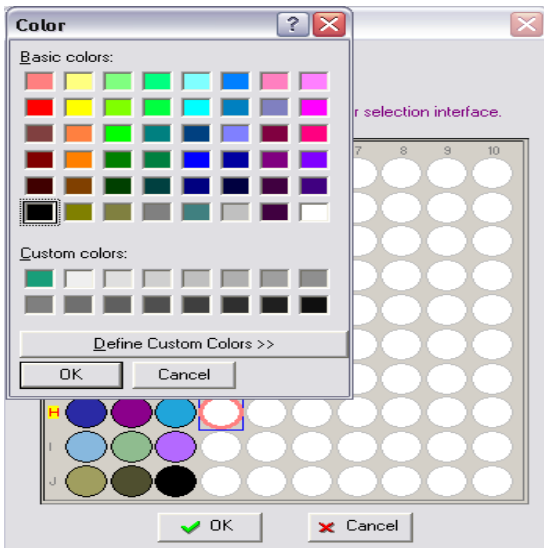 Color
Basic colors:
r selection interface.
7 8 9 10
Custom colors:
Define Custom Colors >>
OK Cancel
H
I
J
OK Cancel